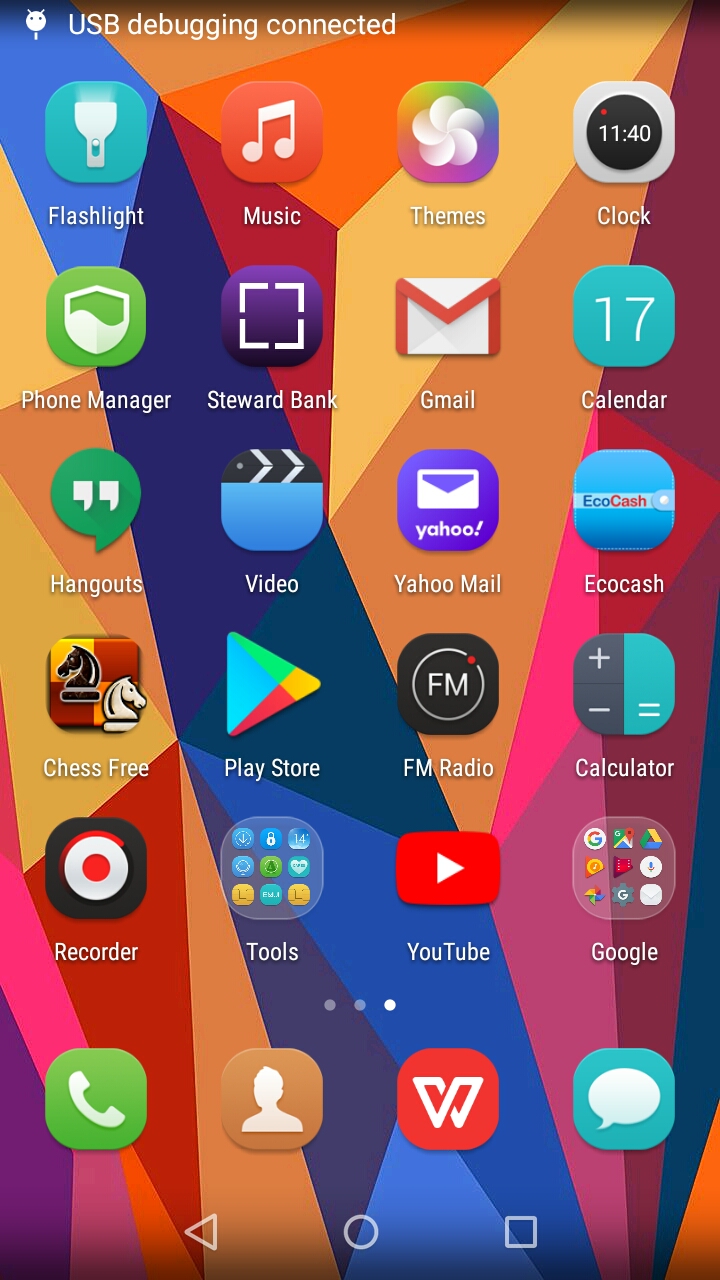 USB debugging connected
11:40
Flashlight
Music
Themes
Clock
17
Phone Manager
Steward Bank
Gmail
Calendar
yahoo!
EcoCash
Hangouts
Video
Yahoo Mail
Ecocash
FM
Chess Free
Play Store
FM Radio
Calculator
14
EMUI
Recorder
Tools
YouTube
Google